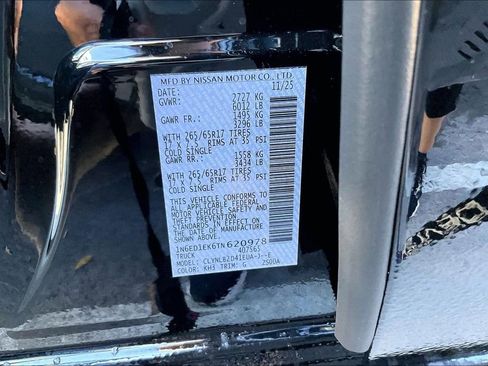 MFD BY NISSAN MOTOR CO., LTD
DATE: 11/25
GVWR: 2727 KG
6012 LB
GAWR FR: 1495 KG
3296 LB
WITH 265/65R17 TIRES
17 X 7.5 RIMS AT 35 PSI
COLD SINGLE
GAWR RR: 1558 KG
3434 LB
WITH 265/65R17 TIRES
17 X 7.5 RIMS AT 35 PSI
COLD SINGLE
THIS VEHICLE CONFORMS TO
ALL APPLICABLE FEDERAL
MOTOR VEHICLE SAFETY AND
THEFT PREVENTION
STANDARDS IN EFFECT ON
THE DATE OF MANUFACTURE
SHOWN ABOVE.
1N6ED1EK6TN620978
TRUCK 407565
MODEL: CLYNLBZD41EUA-J--E
COLOR: KH3 TRIM: G